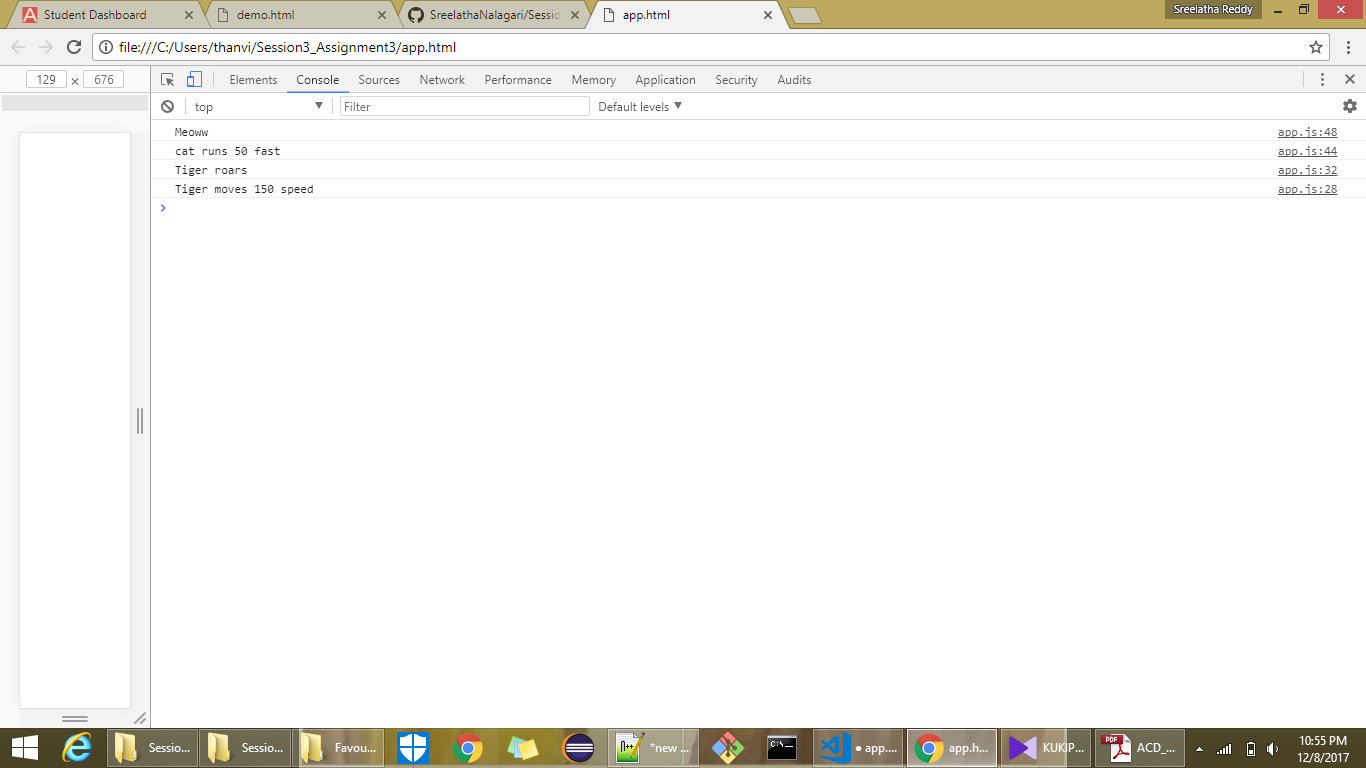 Student Dashboard
demo.html
SreelathaNalagari/Sessio
app.html
Sreelatha Reddy
file:///C:/Users/thanvi/Session3_Assignment3/app.html
129 × 676
Elements Console Sources Network Performance Memory Application Security Audits
top
Filter
Default levels
Meoww app.js:48
cat runs 50 fast app.js:44
Tiger roars app.js:32
Tiger moves 150 speed app.js:28
Sessio...
Sessio...
Favou...
*new ...
C:\_
● app....
app.h...
KUKIP...
PDF
ACD_...
10:55 PM
12/8/2017